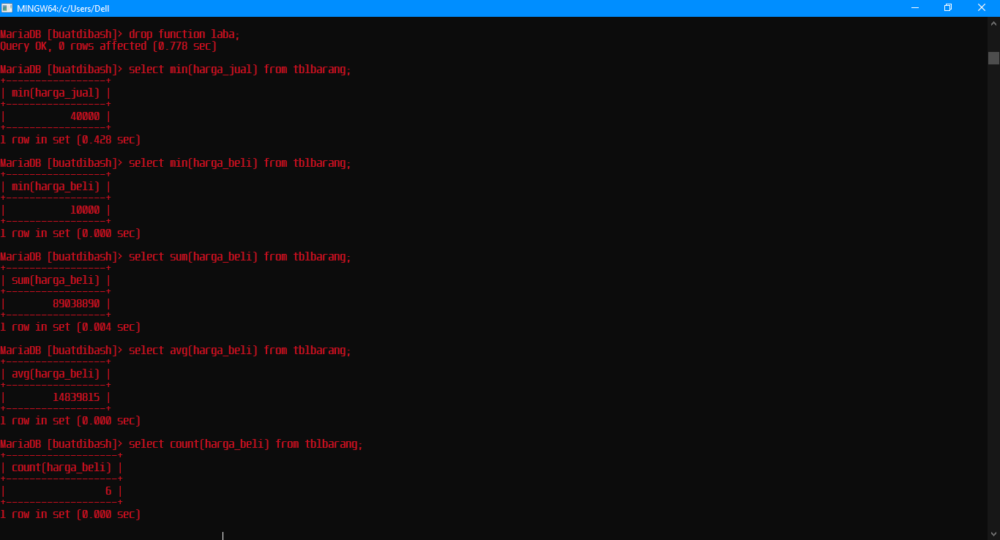 MINGW64:/c/Users/Dell
MariaDB [buatdibash]> drop function laba;
Query OK, 0 rows affected (0.778 sec)
MariaDB [buatdibash]> select min(harga_jual) from tblbarang;
+-----------------+
| min(harga_jual) |
+-----------------+
|           40000 |
+-----------------+
1 row in set (0.428 sec)
MariaDB [buatdibash]> select min(harga_beli) from tblbarang;
+-----------------+
| min(harga_beli) |
+-----------------+
|           10000 |
+-----------------+
1 row in set (0.000 sec)
MariaDB [buatdibash]> select sum(harga_beli) from tblbarang;
+-----------------+
| sum(harga_beli) |
+-----------------+
|        89038890 |
+-----------------+
1 row in set (0.004 sec)
MariaDB [buatdibash]> select avg(harga_beli) from tblbarang;
+-----------------+
| avg(harga_beli) |
+-----------------+
|        14839815 |
+-----------------+
1 row in set (0.000 sec)
MariaDB [buatdibash]> select count(harga_beli) from tblbarang;
+-------------------+
| count(harga_beli) |
+-------------------+
|                 6 |
+-------------------+
1 row in set (0.000 sec)